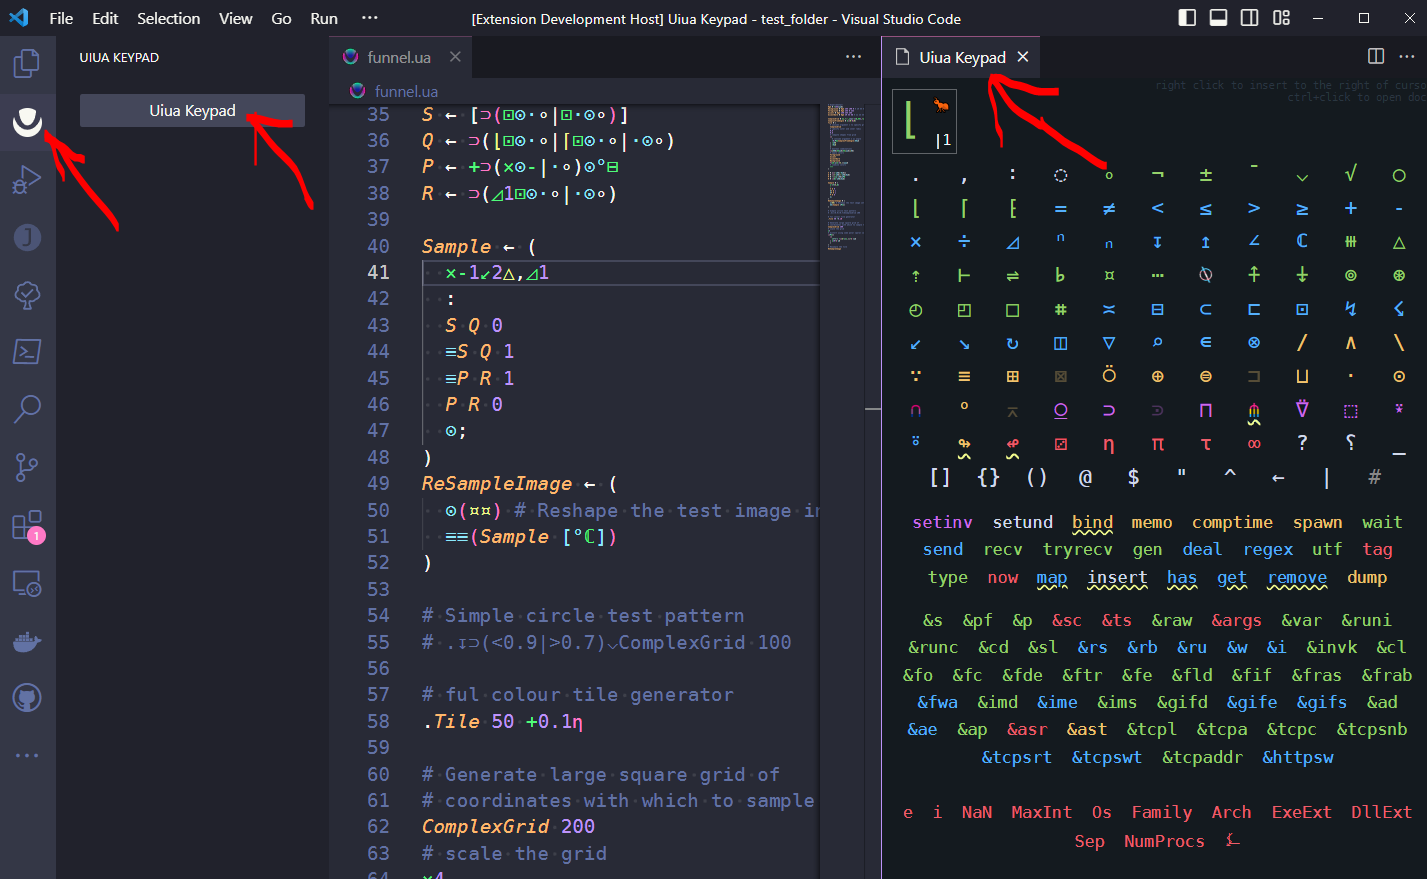 File Edit Selection View Go Run ··· [Extension Development Host] Uiua Keypad - test_folder - Visual Studio Code
UIUA KEYPAD
Uiua Keypad
1
funnel.ua
funnel.ua
35 S ← [⊃(⊡⊙⋅∘|⊡⋅⊙∘)]
36 Q ← ⊃(⌊⊡⊙⋅∘|⌈⊡⊙⋅∘|⋅⊙∘)
37 P ← +⊃(×⊙-|⋅∘)⊙°⊟
38 R ← ⊃(⊿1⊡⊙⋅∘|⋅⊙∘)
39
40 Sample ← (
41 ×-1↙2△,⊿1
42 :
43 S Q 0
44 ≡S Q 1
45 ≡P R 1
46 P R 0
47 ⊙;
48 )
49 ReSampleImage ← (
50 ⊙(¤¤) # Reshape the test image in
51 ≡≡(Sample [°ℂ])
52 )
53
54 # Simple circle test pattern
55 # .↧⊃(<0.9|>0.7)⌵ComplexGrid 100
56
57 # ful colour tile generator
58 .Tile 50 +0.1η
59
60 # Generate large square grid of
61 # coordinates with which to sample
62 ComplexGrid 200
63 # scale the grid
64 ×4
Uiua Keypad
right click to insert to the right of curso
ctrl+click to open doc
⌊ |1
. , : ◌ ∘ ¬ ± ¯ ⌵ √ ○
⌊ ⌈ ⁅ = ≠ < ≤ > ≥ + -
× ÷ ⊿ ⁿ ₙ ↧ ↥ ∠ ℂ ⧻ △
⇡ ⊢ ⇌ ♭ ¤ ⋯ ⍉ ⍏ ⍖ ⊚ ⊛
◴ ◰ □ ⋕ ≍ ⊟ ⊂ ⊏ ⊡ ↯ ☇
↙ ↘ ↻ ◫ ▽ ⌕ ∊ ⊗ / ∧ \
∵ ≡ ⊞ ⊠ ⍥ ⊕ ⊜ ⊐ ⊔ ⋅ ⊙
∩ ° ⌅ ⍜ ⊃ ⋑ ⊓ ⍢ ⬚ ⍣
⍤ ↬ ↫ ⚂ η π τ ∞ ? ⸮ _
[] {} () @ $ " ^ ← | #
setinv setund bind memo comptime spawn wait
send recv tryrecv gen deal regex utf tag
type now map insert has get remove dump
&s &pf &p &sc &ts &raw &args &var &runi
&runc &cd &sl &rs &rb &ru &w &i &invk &cl
&fo &fc &fde &ftr &fe &fld &fif &fras &frab
&fwa &imd &ime &ims &gifd &gife &gifs &ad
&ae &ap &asr &ast &tcpl &tcpa &tcpc &tcpsnb
&tcpsrt &tcpswt &tcpaddr &httpsw
e i NaN MaxInt Os Family Arch ExeExt DllExt
Sep NumProcs